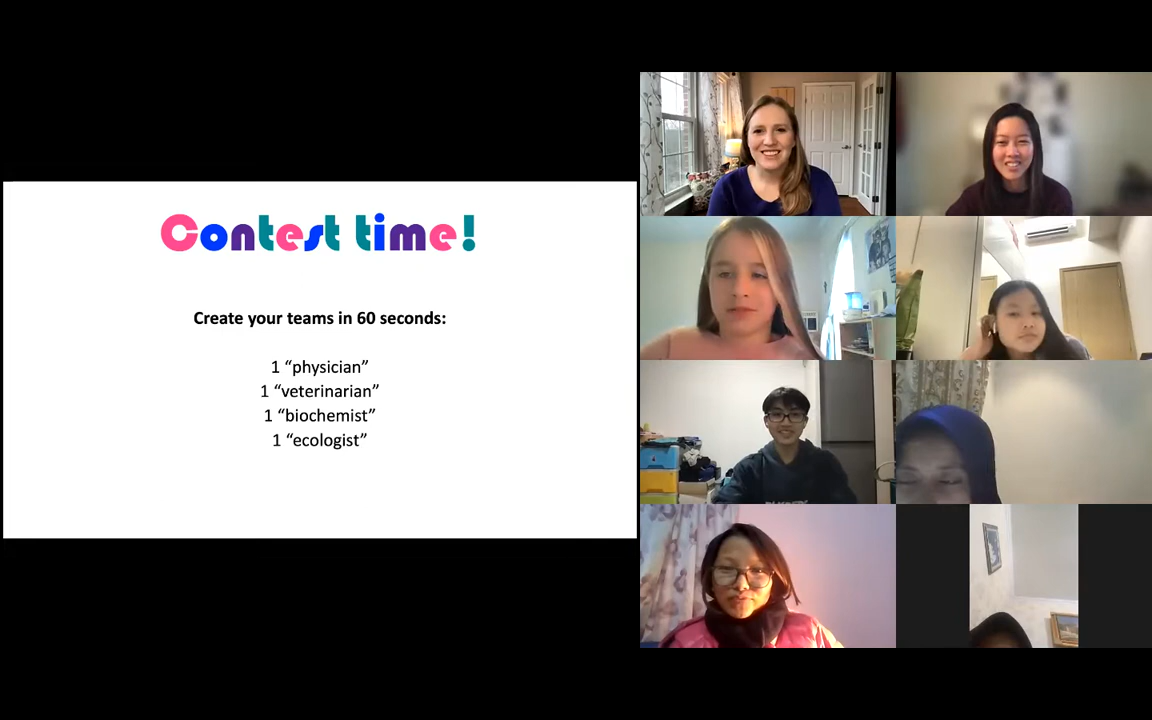 Contest time!
Create your teams in 60 seconds:
1 “physician”
1 “veterinarian”
1 “biochemist”
1 “ecologist”